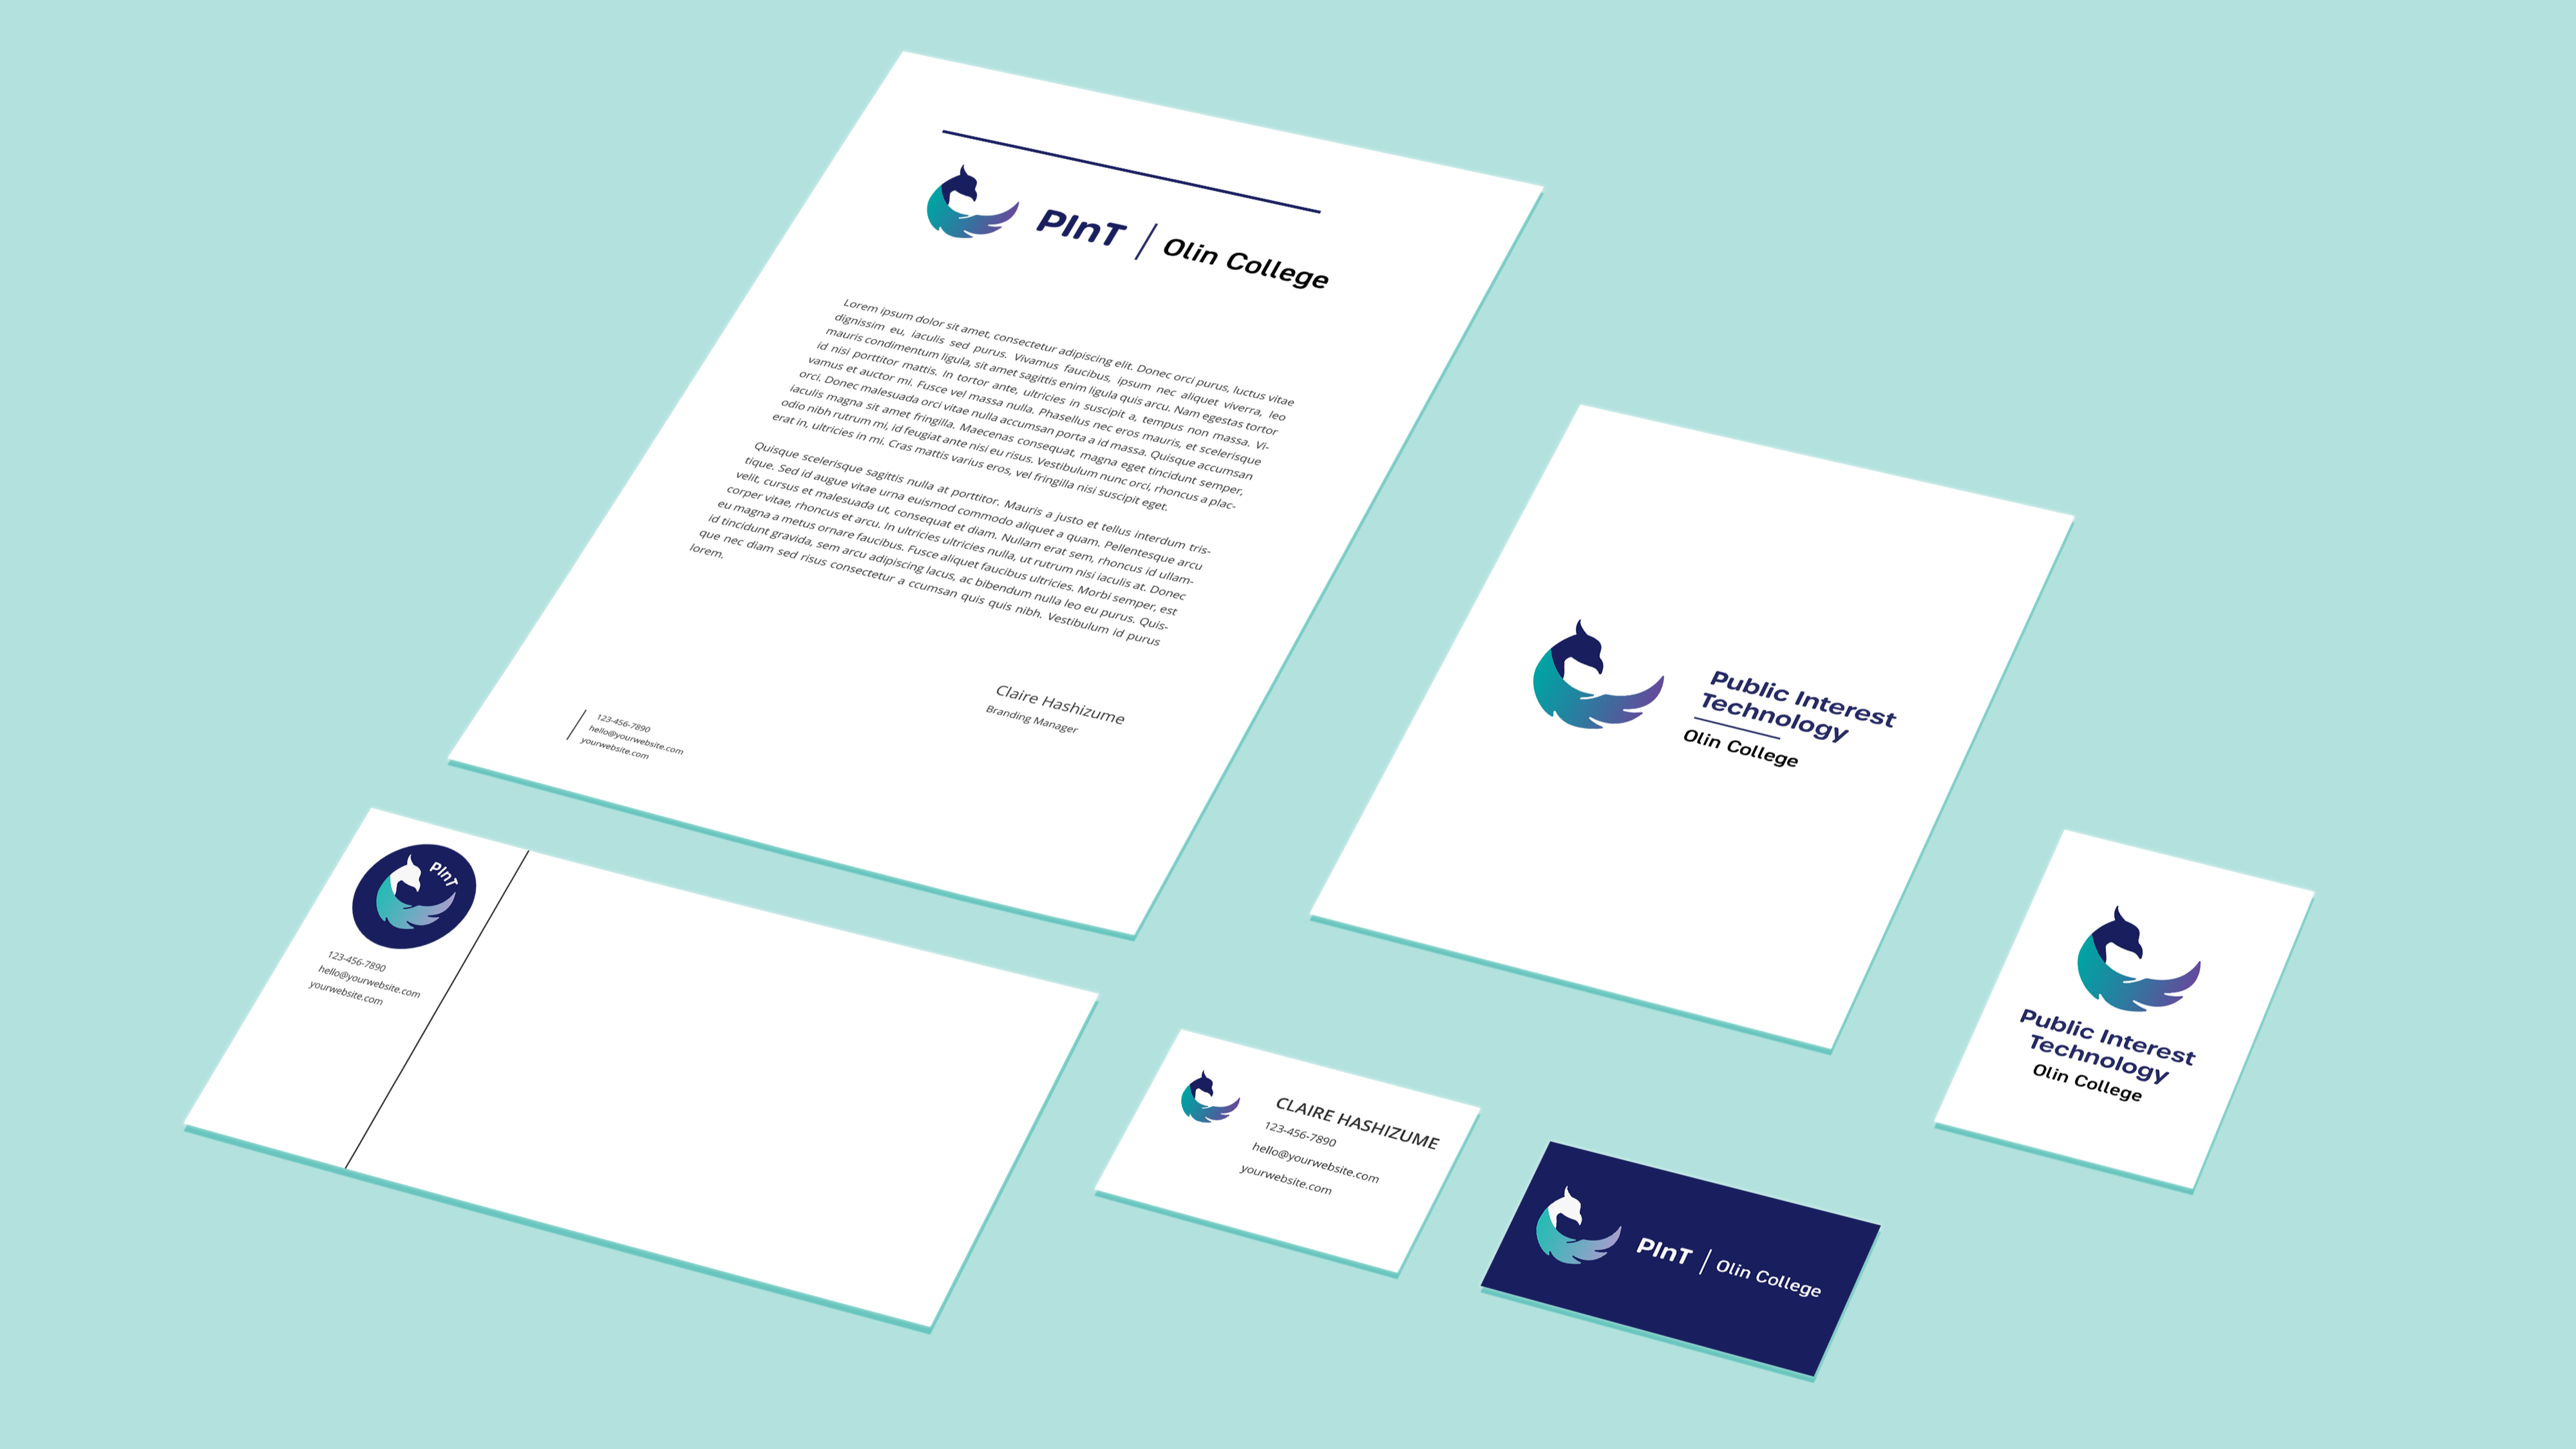 PInT | Olin College
Lorem ipsum dolor sit amet, consectetur adipiscing elit. Donec orci purus, luctus vitae
dignissim eu, iaculis sed purus. Vivamus faucibus, ipsum nec aliquet viverra, leo
mauris condimentum ligula, sit amet sagittis enim ligula quis arcu. Nam egestas tortor
id nisi porttitor mattis. In tortor ante, ultricies in suscipit a, tempus non massa. Vi-
vamus et auctor mi. Fusce vel massa nulla. Phasellus nec eros mauris, et scelerisque
orci. Donec malesuada orci vitae nulla accumsan porta a id massa. Quisque accumsan
iaculis magna sit amet fringilla. Maecenas consequat, magna eget tincidunt semper,
odio nibh rutrum mi, id feugiat ante nisi eu risus. Vestibulum nunc orci, rhoncus a plac-
erat in, ultricies in mi. Cras mattis varius eros, vel fringilla nisi suscipit eget.
Quisque scelerisque sagittis nulla at porttitor. Mauris a justo et tellus interdum tris-
tique. Sed id augue vitae urna euismod commodo aliquet a quam. Pellentesque arcu
velit, cursus et malesuada ut, consequat et diam. Nullam erat sem, rhoncus id ullam-
corper vitae, rhoncus et arcu. In ultricies ultricies nulla, ut rutrum nisi iaculis at. Donec
eu magna a metus ornare faucibus. Fusce aliquet faucibus ultricies. Morbi semper, est
id tincidunt gravida, sem arcu adipiscing lacus, ac bibendum nulla leo eu purus. Quis-
que nec diam sed risus consectetur a ccumsan quis quis nibh. Vestibulum id purus
lorem.
Claire Hashizume
Branding Manager
123-456-7890
hello@yourwebsite.com
yourwebsite.com
Public Interest
Technology
Olin College
PInT
123-456-7890
hello@yourwebsite.com
yourwebsite.com
CLAIRE HASHIZUME
123-456-7890
hello@yourwebsite.com
yourwebsite.com
PInT | Olin College
Public Interest
Technology
Olin College